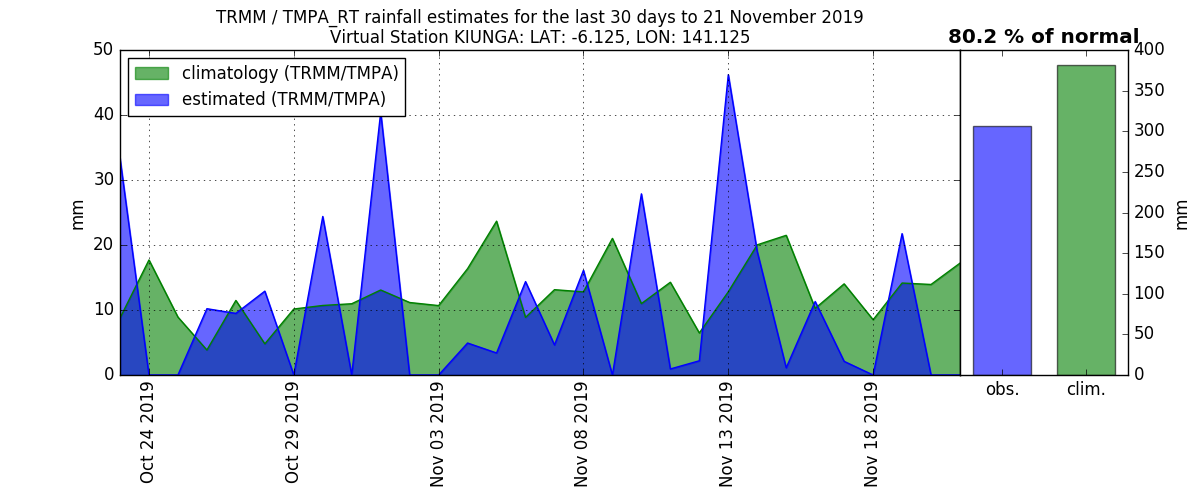 TRMM / TMPA_RT rainfall estimates for the last 30 days to 21 November 2019
Virtual Station KIUNGA: LAT: -6.125, LON: 141.125
80.2 % of normal
climatology (TRMM/TMPA)
estimated (TRMM/TMPA)
50
40
30
20
10
0
mm
Oct 24 2019
Oct 29 2019
Nov 03 2019
Nov 08 2019
Nov 13 2019
Nov 18 2019
400
350
300
250
200
150
100
50
0
mm
obs.
clim.